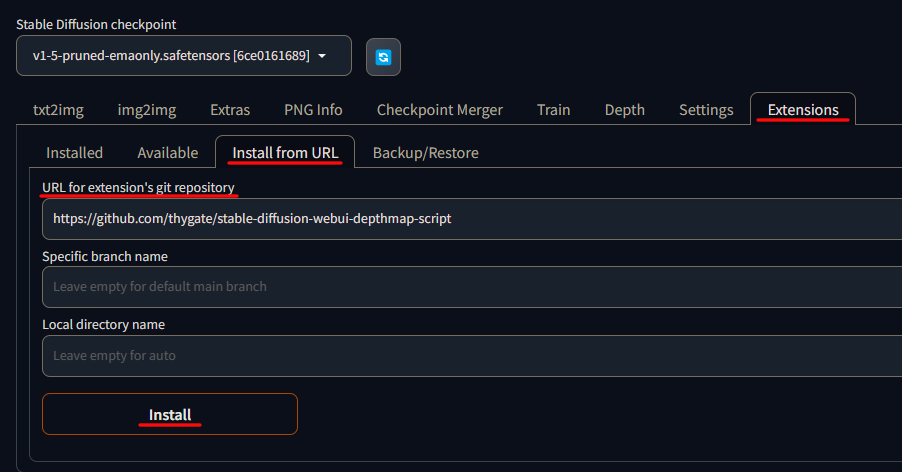 Stable Diffusion checkpoint
v1-5-pruned-emaonly.safetensors [6ce0161689]
txt2img img2img Extras PNG Info Checkpoint Merger Train Depth Settings Extensions
Installed Available Install from URL Backup/Restore
URL for extension's git repository
https://github.com/thygate/stable-diffusion-webui-depthmap-script
Specific branch name
Leave empty for default main branch
Local directory name
Leave empty for auto
Install